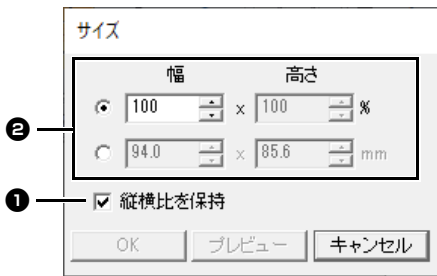 サイズ
幅 高さ
100 x 100 %
94.0 x 85.6 mm
縦横比を保持
OK プレビュー キャンセル
❷
❶